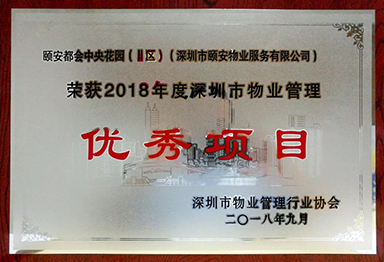 颐安都会中央花园（Ⅱ区）（深圳市颐安物业服务有限公司）
荣获2018年度深圳市物业管理
优秀项目
深圳市物业管理行业协会
二〇一八年九月